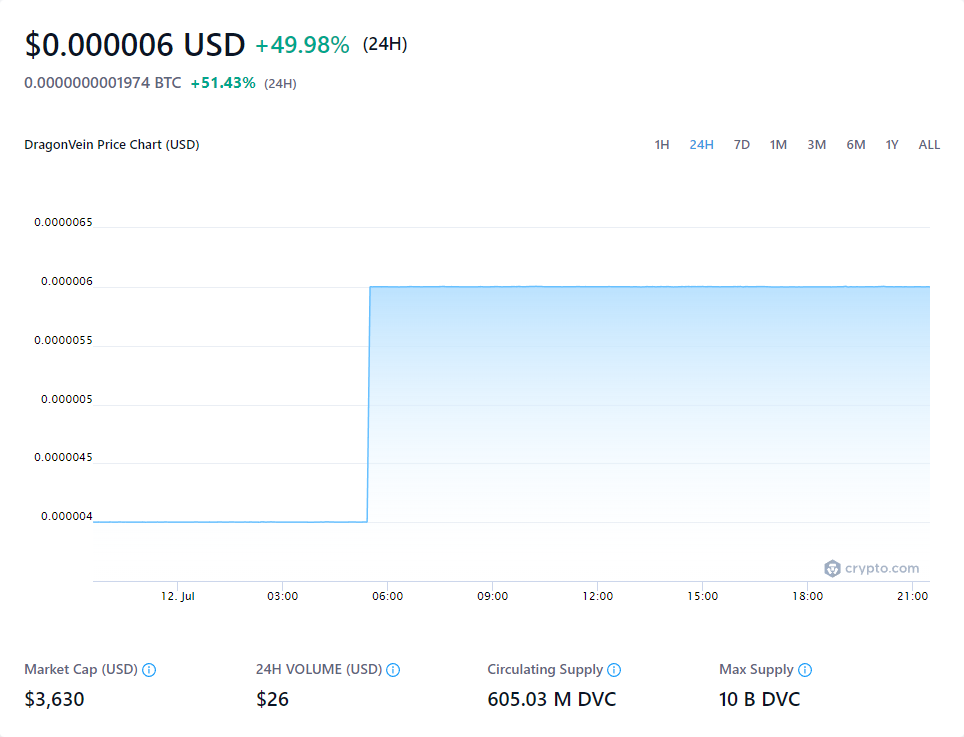 $0.000006 USD +49.98% (24H)
0.0000000001974 BTC +51.43% (24H)
DragonVein Price Chart (USD) 1H 24H 7D 1M 3M 6M 1Y ALL
0.0000065
0.000006
0.0000055
0.000005
0.0000045
0.000004
crypto.com
12. Jul 03:00 06:00 09:00 12:00 15:00 18:00 21:00
Market Cap (USD) 24H VOLUME (USD) Circulating Supply Max Supply
$3,630 $26 605.03 M DVC 10 B DVC